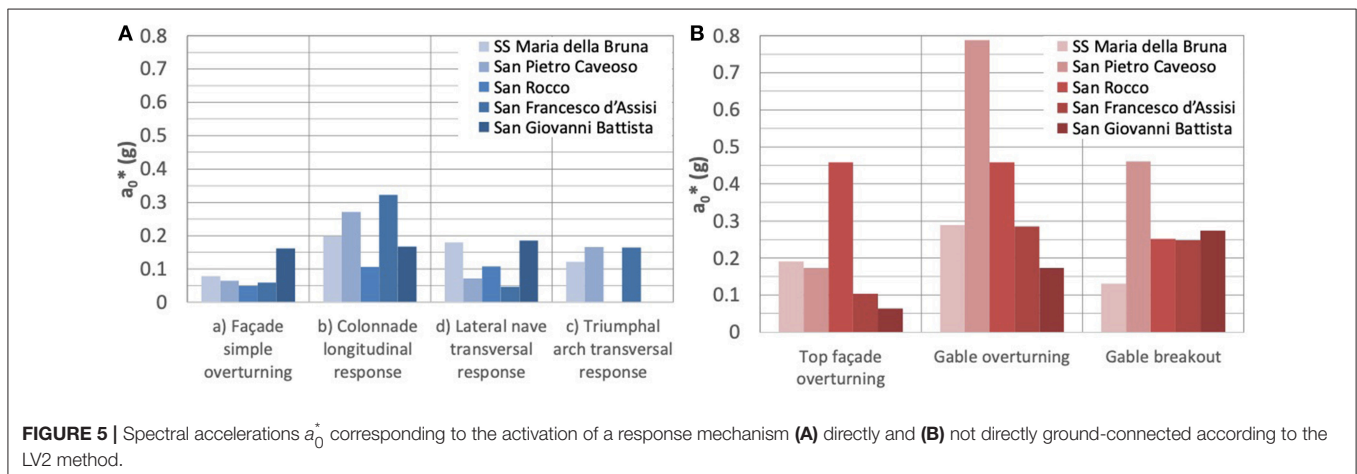 A
0.8
0.7
0.6
0.5
0.4
0.3
0.2
0.1
0
a₀* (g)
SS Maria della Bruna
San Pietro Caveoso
San Rocco
San Francesco d'Assisi
San Giovanni Battista
a) Façade
simple
overturning
b) Colonnade
longitudinal
response
d) Lateral nave
transversal
response
c) Triumphal
arch transversal
response
B
0.8
0.7
0.6
0.5
0.4
0.3
0.2
0.1
0
a₀* (g)
SS Maria della Bruna
San Pietro Caveoso
San Rocco
San Francesco d'Assisi
San Giovanni Battista
Top façade
overturning
Gable overturning
Gable breakout
FIGURE 5 | Spectral accelerations a₀* corresponding to the activation of a response mechanism (A) directly and (B) not directly ground-connected according to the
LV2 method.